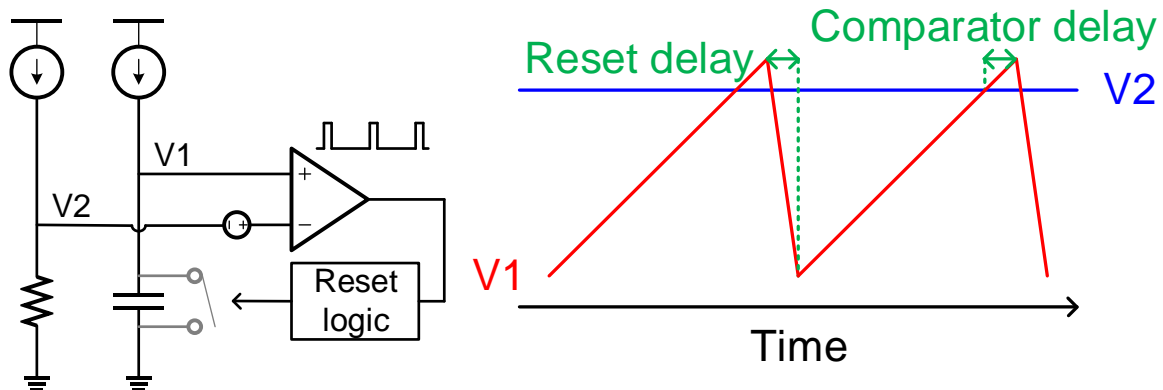 V1
V2
+
−
- +
Reset
logic
Reset delay
Comparator delay
V2
V1
Time